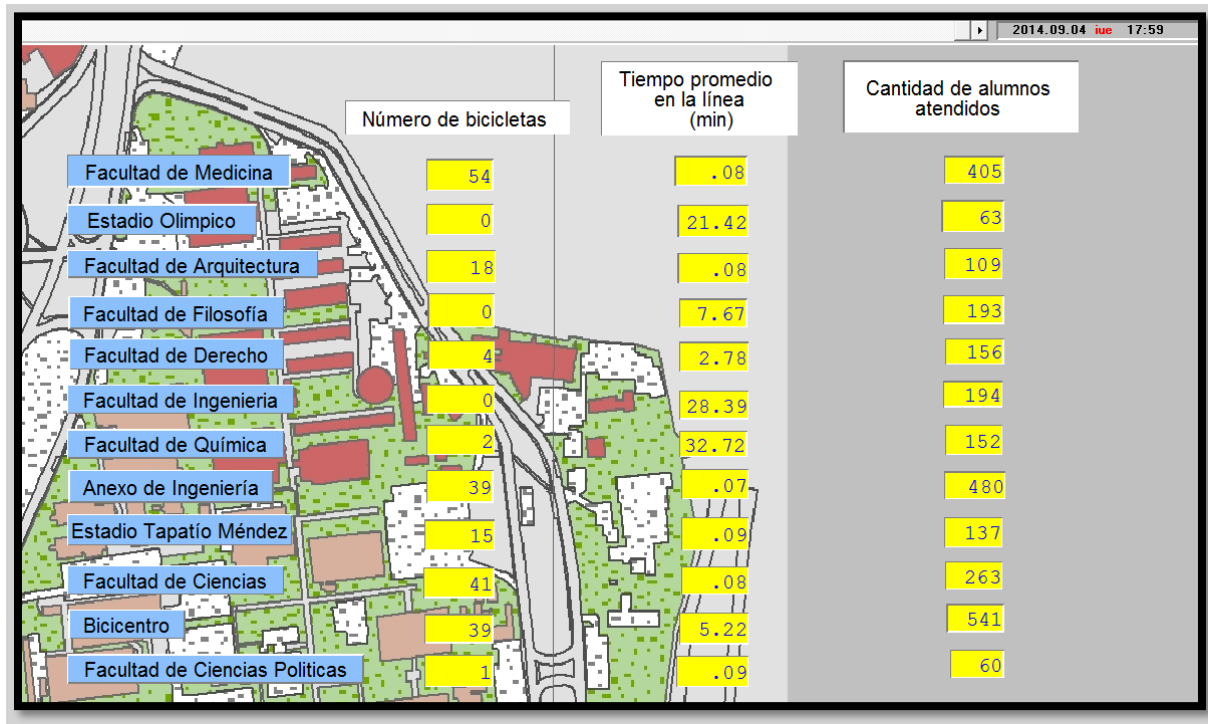 2014.09.04 iue 17:59
Número de bicicletas
Tiempo promedio
en la línea
(min)
Cantidad de alumnos
atendidos
Facultad de Medicina 54 .08 405
Estadio Olimpico 0 21.42 63
Facultad de Arquitectura 18 .08 109
Facultad de Filosofía 0 7.67 193
Facultad de Derecho 4 2.78 156
Facultad de Ingenieria 0 28.39 194
Facultad de Química 2 32.72 152
Anexo de Ingeniería 39 .07 480
Estadio Tapatío Méndez 15 .09 137
Facultad de Ciencias 41 .08 263
Bicicentro 39 5.22 541
Facultad de Ciencias Politicas 1 .09 60